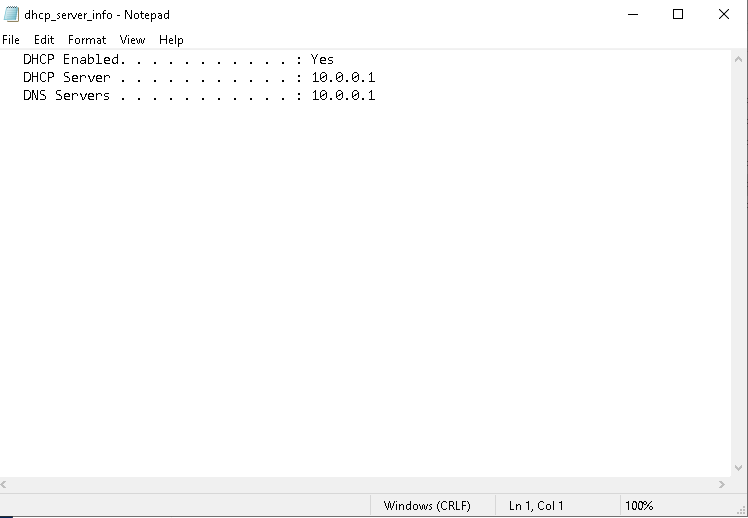 dhcp_server_info - Notepad
File Edit Format View Help
DHCP Enabled. . . . . . . . . . . : Yes
DHCP Server . . . . . . . . . . . : 10.0.0.1
DNS Servers . . . . . . . . . . . : 10.0.0.1
Windows (CRLF) Ln 1, Col 1 100%